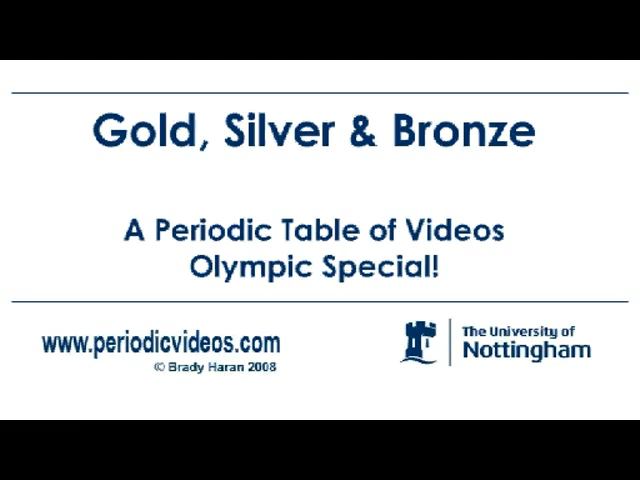 Gold, Silver & Bronze
A Periodic Table of Videos
Olympic Special!
www.periodicvideos.com
© Brady Haran 2008
The University of
Nottingham